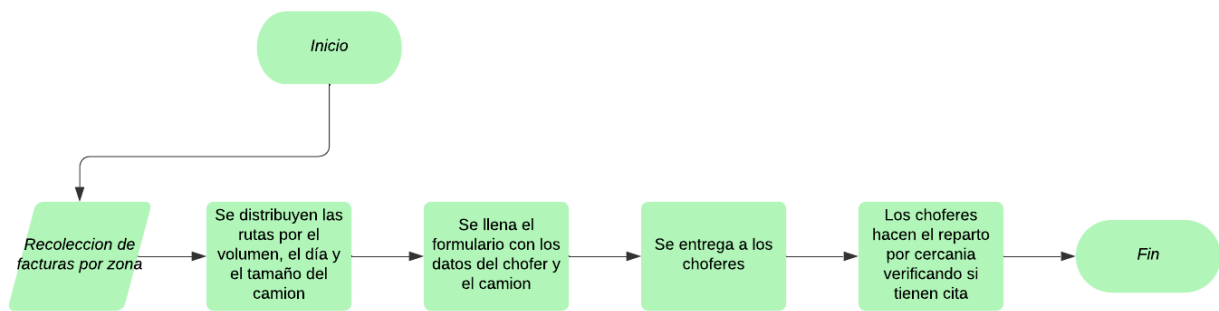 Inicio
Recoleccion de
facturas por zona
Se distribuyen las
rutas por el
volumen, el día y
el tamaño del
camion
Se llena el
formulario con los
datos del chofer y
el camion
Se entrega a los
choferes
Los choferes
hacen el reparto
por cercania
verificando si
tienen cita
Fin